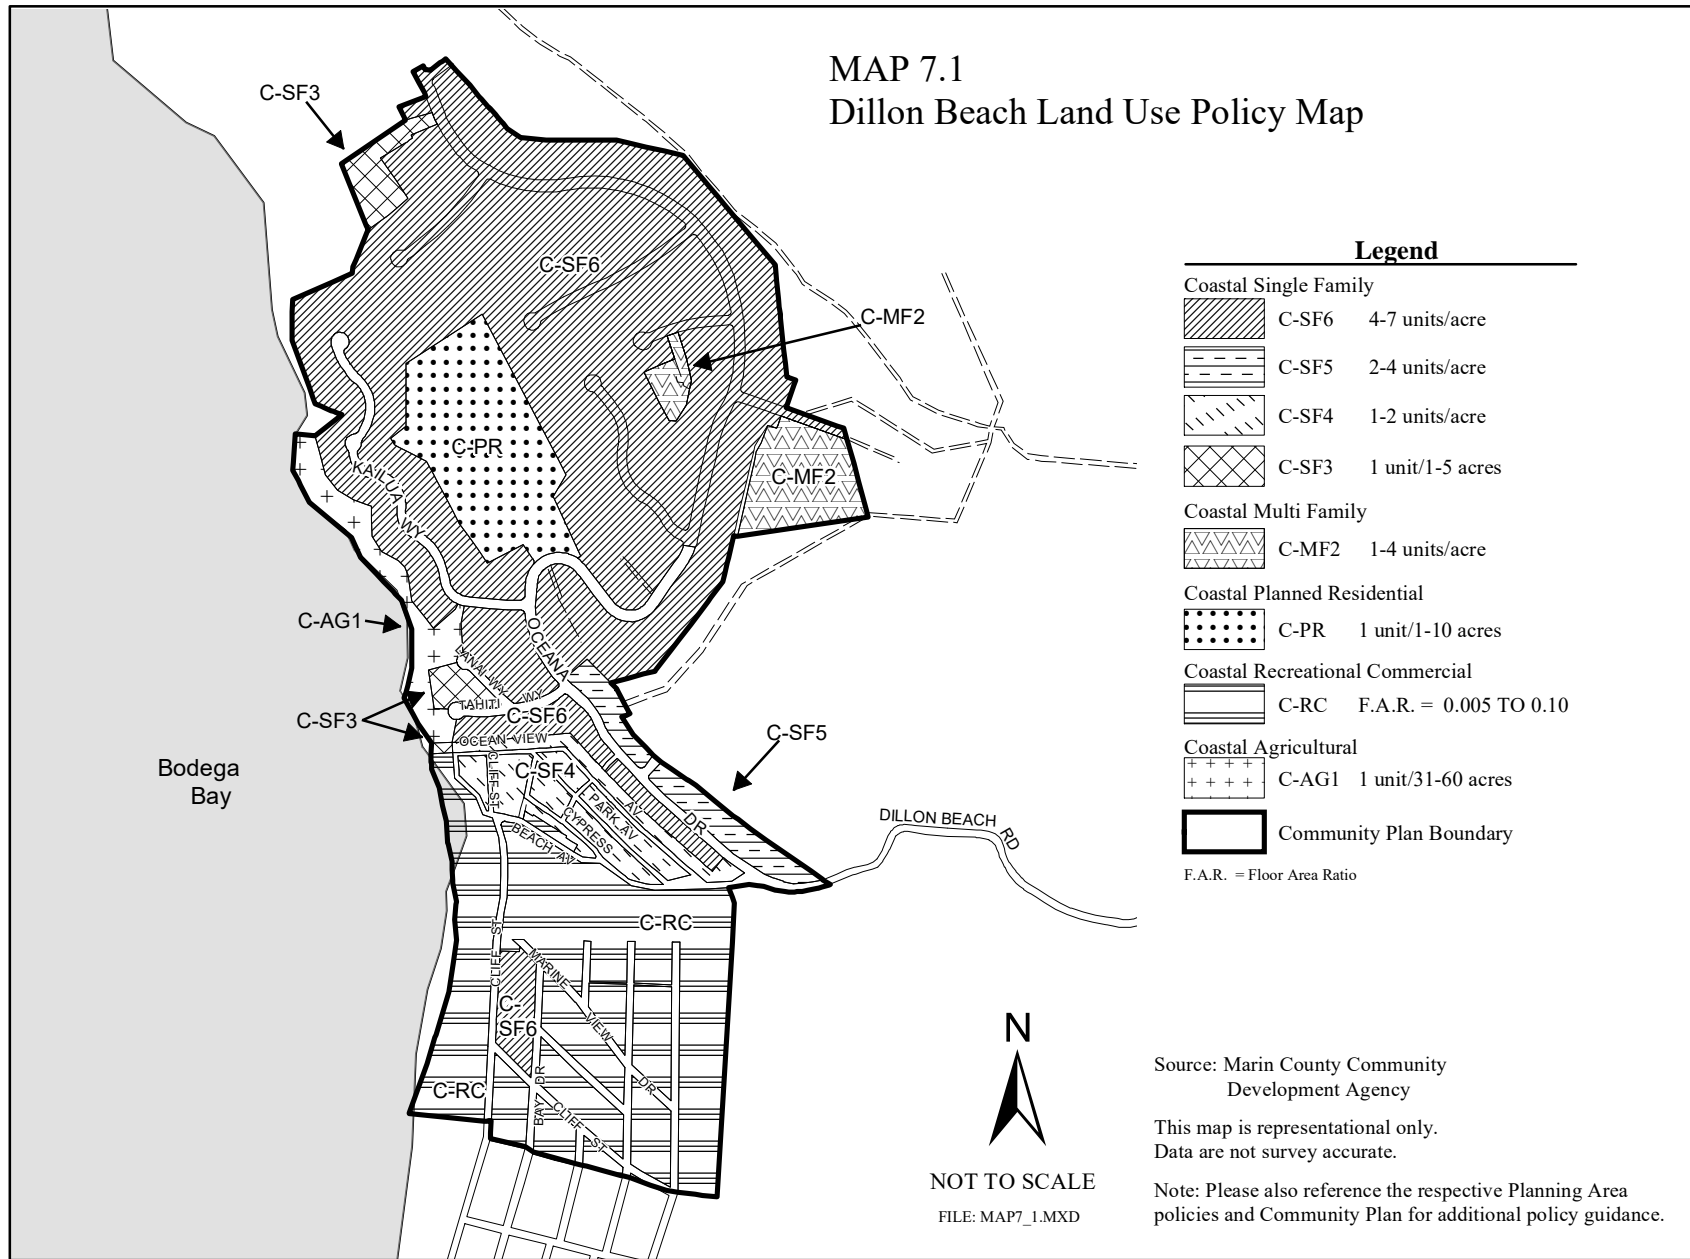 MAP 7.1
Dillon Beach Land Use Policy Map
C-SF3
C-SF6
C-MF2
C-PR
C-MF2
KAILUA WY
C-AG1
OCEANA
LANAI WY
TAHITI WY
C-SF3
C-SF6
OCEAN VIEW
AV
C-SF5
C-SF4
CLIFF ST
PARK AV
CYPRESS
BEACH AV
DR
DILLON BEACH RD
Bodega
Bay
C-RC
CLIFF ST
MARINE VIEW DR
C-
SF6
C-RC
BAY DR
CLIFF ST
Legend
Coastal Single Family
C-SF6 4-7 units/acre
C-SF5 2-4 units/acre
C-SF4 1-2 units/acre
C-SF3 1 unit/1-5 acres
Coastal Multi Family
C-MF2 1-4 units/acre
Coastal Planned Residential
C-PR 1 unit/1-10 acres
Coastal Recreational Commercial
C-RC F.A.R. = 0.005 TO 0.10
Coastal Agricultural
C-AG1 1 unit/31-60 acres
Community Plan Boundary
F.A.R. = Floor Area Ratio
N
NOT TO SCALE
FILE: MAP7_1.MXD
Source: Marin County Community
Development Agency
This map is representational only.
Data are not survey accurate.
Note: Please also reference the respective Planning Area
policies and Community Plan for additional policy guidance.